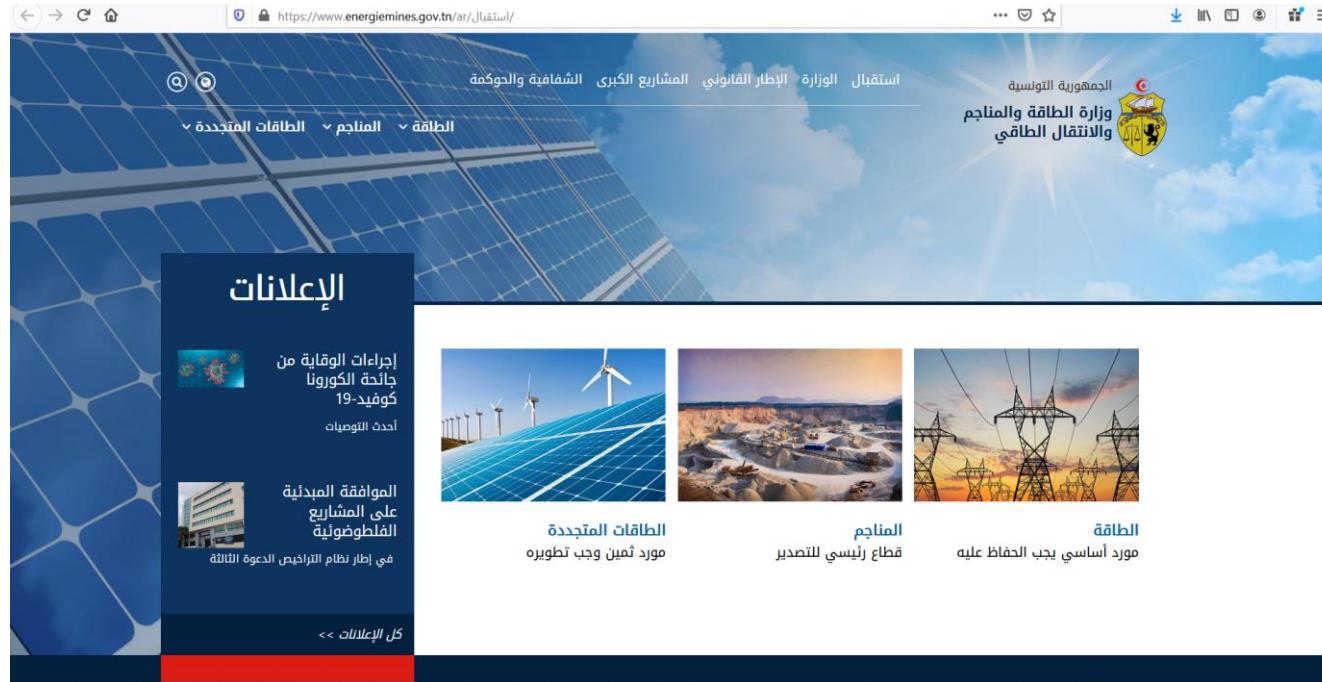 https://www.energiemines.gov.tn/ar/استقبال/
الجمهورية التونسية
وزارة الطاقة والمناجم
والانتقال الطاقي
استقبال الوزارة الإطار القانوني المشاريع الكبرى الشفافية والحوكمة
الطاقة المناجم الطاقات المتجددة
الإعلانات
إجراءات الوقاية من
جائحة الكورونا
كوفيد-19
أحدث التوصيات
الموافقة المبدئية
على المشاريع
الفلطوضوئية
في إطار نظام التراخيص الدعوة الثالثة
كل الإعلانات >>
الطاقة
مورد أساسي يجب الحفاظ عليه
المناجم
قطاع رئيسي للتصدير
الطاقات المتجددة
مورد ثمين وجب تطويره